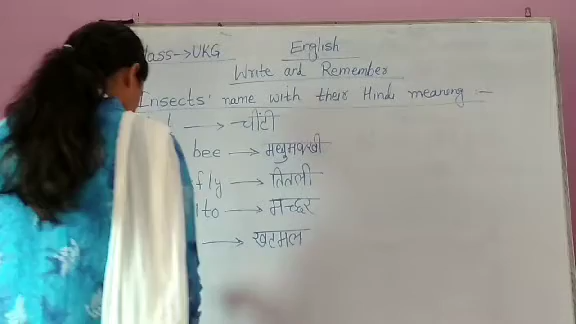 Class->UKG English
Write and Remember
Insects' name with their Hindi meaning :-
→ चींटी
bee → मधुमक्खी
fly → तितली
ito → मच्छर
→ खटमल